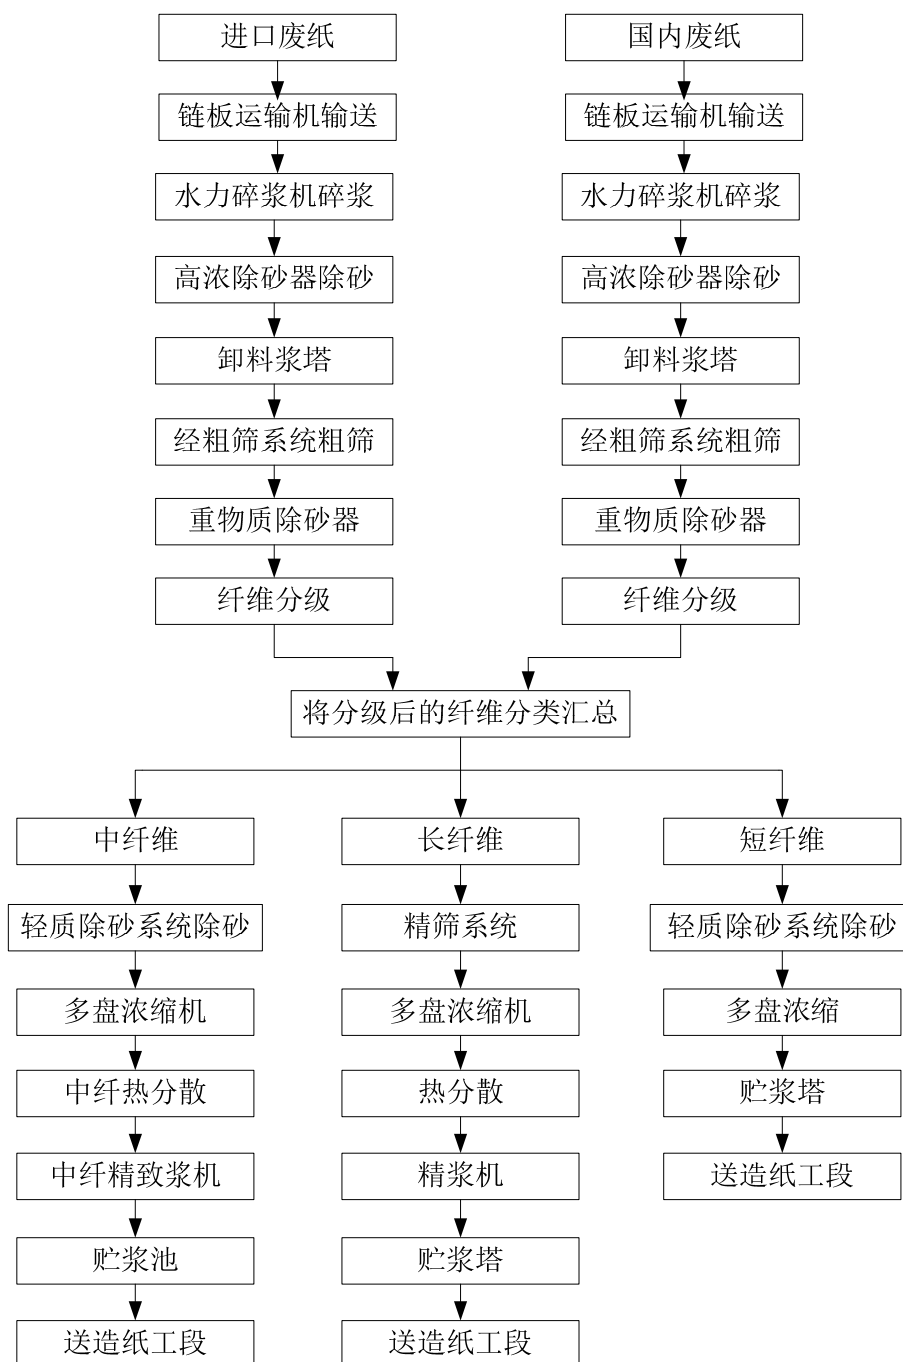 进口废纸
国内废纸
链板运输机输送
链板运输机输送
水力碎浆机碎浆
水力碎浆机碎浆
高浓除砂器除砂
高浓除砂器除砂
卸料浆塔
卸料浆塔
经粗筛系统粗筛
经粗筛系统粗筛
重物质除砂器
重物质除砂器
纤维分级
纤维分级
将分级后的纤维分类汇总
中纤维
长纤维
短纤维
轻质除砂系统除砂
精筛系统
轻质除砂系统除砂
多盘浓缩机
多盘浓缩机
多盘浓缩
中纤热分散
热分散
贮浆塔
中纤精致浆机
精浆机
送造纸工段
贮浆池
贮浆塔
送造纸工段
送造纸工段